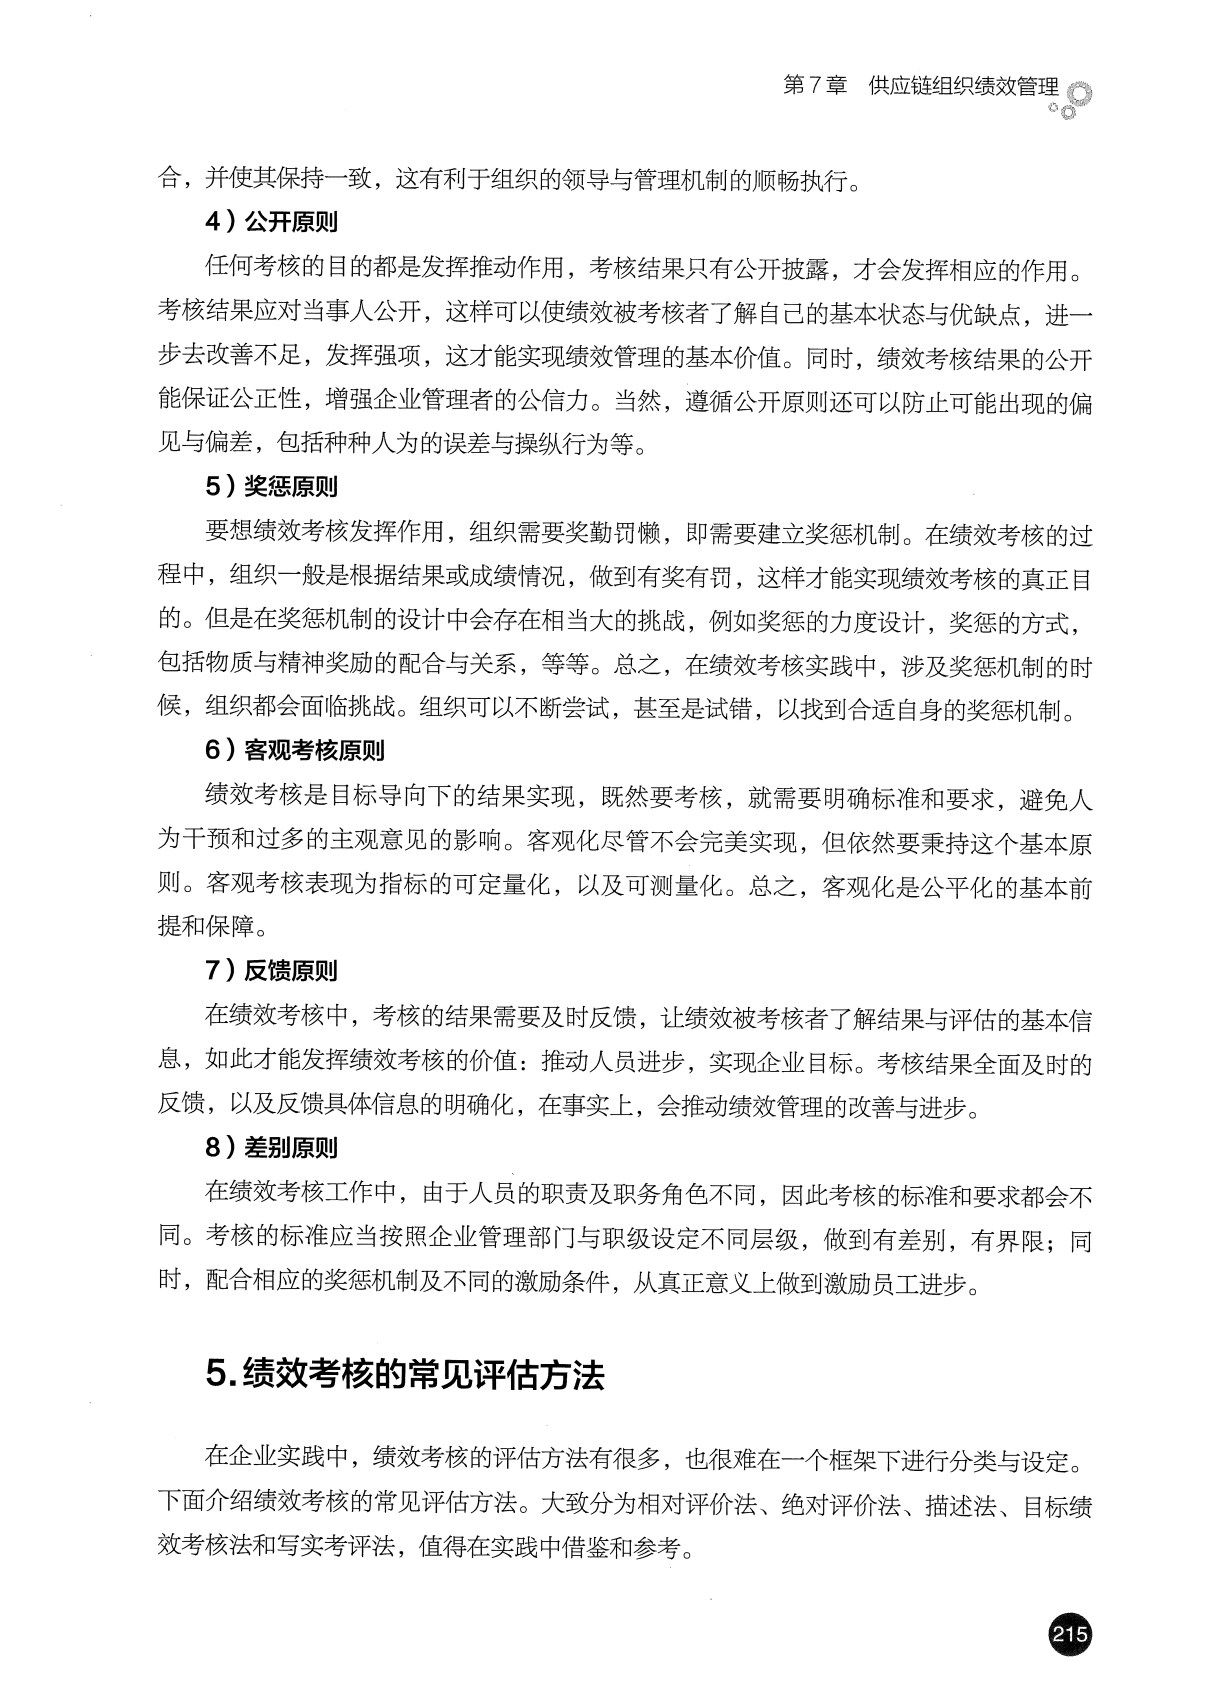 第7章 供应链组织绩效管理
合，并使其保持一致，这有利于组织的领导与管理机制的顺畅执行。
4）公开原则
任何考核的目的都是发挥推动作用，考核结果只有公开披露，才会发挥相应的作用。
考核结果应对当事人公开，这样可以使绩效被考核者了解自己的基本状态与优缺点，进一
步去改善不足，发挥强项，这才能实现绩效管理的基本价值。同时，绩效考核结果的公开
能保证公正性，增强企业管理者的公信力。当然，遵循公开原则还可以防止可能出现的偏
见与偏差，包括种种人为的误差与操纵行为等。
5）奖惩原则
要想绩效考核发挥作用，组织需要奖勤罚懒，即需要建立奖惩机制。在绩效考核的过
程中，组织一般是根据结果或成绩情况，做到有奖有罚，这样才能实现绩效考核的真正目
的。但是在奖惩机制的设计中会存在相当大的挑战，例如奖惩的力度设计，奖惩的方式，
包括物质与精神奖励的配合与关系，等等。总之，在绩效考核实践中，涉及奖惩机制的时
候，组织都会面临挑战。组织可以不断尝试，甚至是试错，以找到合适自身的奖惩机制。
6）客观考核原则
绩效考核是目标导向下的结果实现，既然要考核，就需要明确标准和要求，避免人
为干预和过多的主观意见的影响。客观化尽管不会完美实现，但依然要秉持这个基本原
则。客观考核表现为指标的可定量化，以及可测量化。总之，客观化是公平化的基本前
提和保障。
7）反馈原则
在绩效考核中，考核的结果需要及时反馈，让绩效被考核者了解结果与评估的基本信
息，如此才能发挥绩效考核的价值：推动人员进步，实现企业目标。考核结果全面及时的
反馈，以及反馈具体信息的明确化，在事实上，会推动绩效管理的改善与进步。
8）差别原则
在绩效考核工作中，由于人员的职责及职务角色不同，因此考核的标准和要求都会不
同。考核的标准应当按照企业管理部门与职级设定不同层级，做到有差别，有界限；同
时，配合相应的奖惩机制及不同的激励条件，从真正意义上做到激励员工进步。
5.绩效考核的常见评估方法
在企业实践中，绩效考核的评估方法有很多，也很难在一个框架下进行分类与设定。
下面介绍绩效考核的常见评估方法。大致分为相对评价法、绝对评价法、描述法、目标绩
效考核法和写实考评法，值得在实践中借鉴和参考。
215